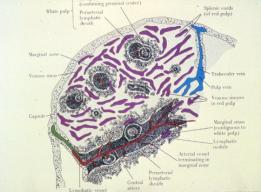 (containing germinal center)
White pulp
Periarterial
lymphatic
sheath
Splenic cords
(of red pulp)
Marginal zone
Venous sinus
Trabecular vein
Pulp vein
Venous sinuses
in red pulp
Capsule
Marginal zone
(contiguous to
white pulp)
Lymphatic
nodule
Arterial vessel
terminating in
marginal zone
Periarterial
lymphatic
sheath
Central
artery
Lymphatic vessel